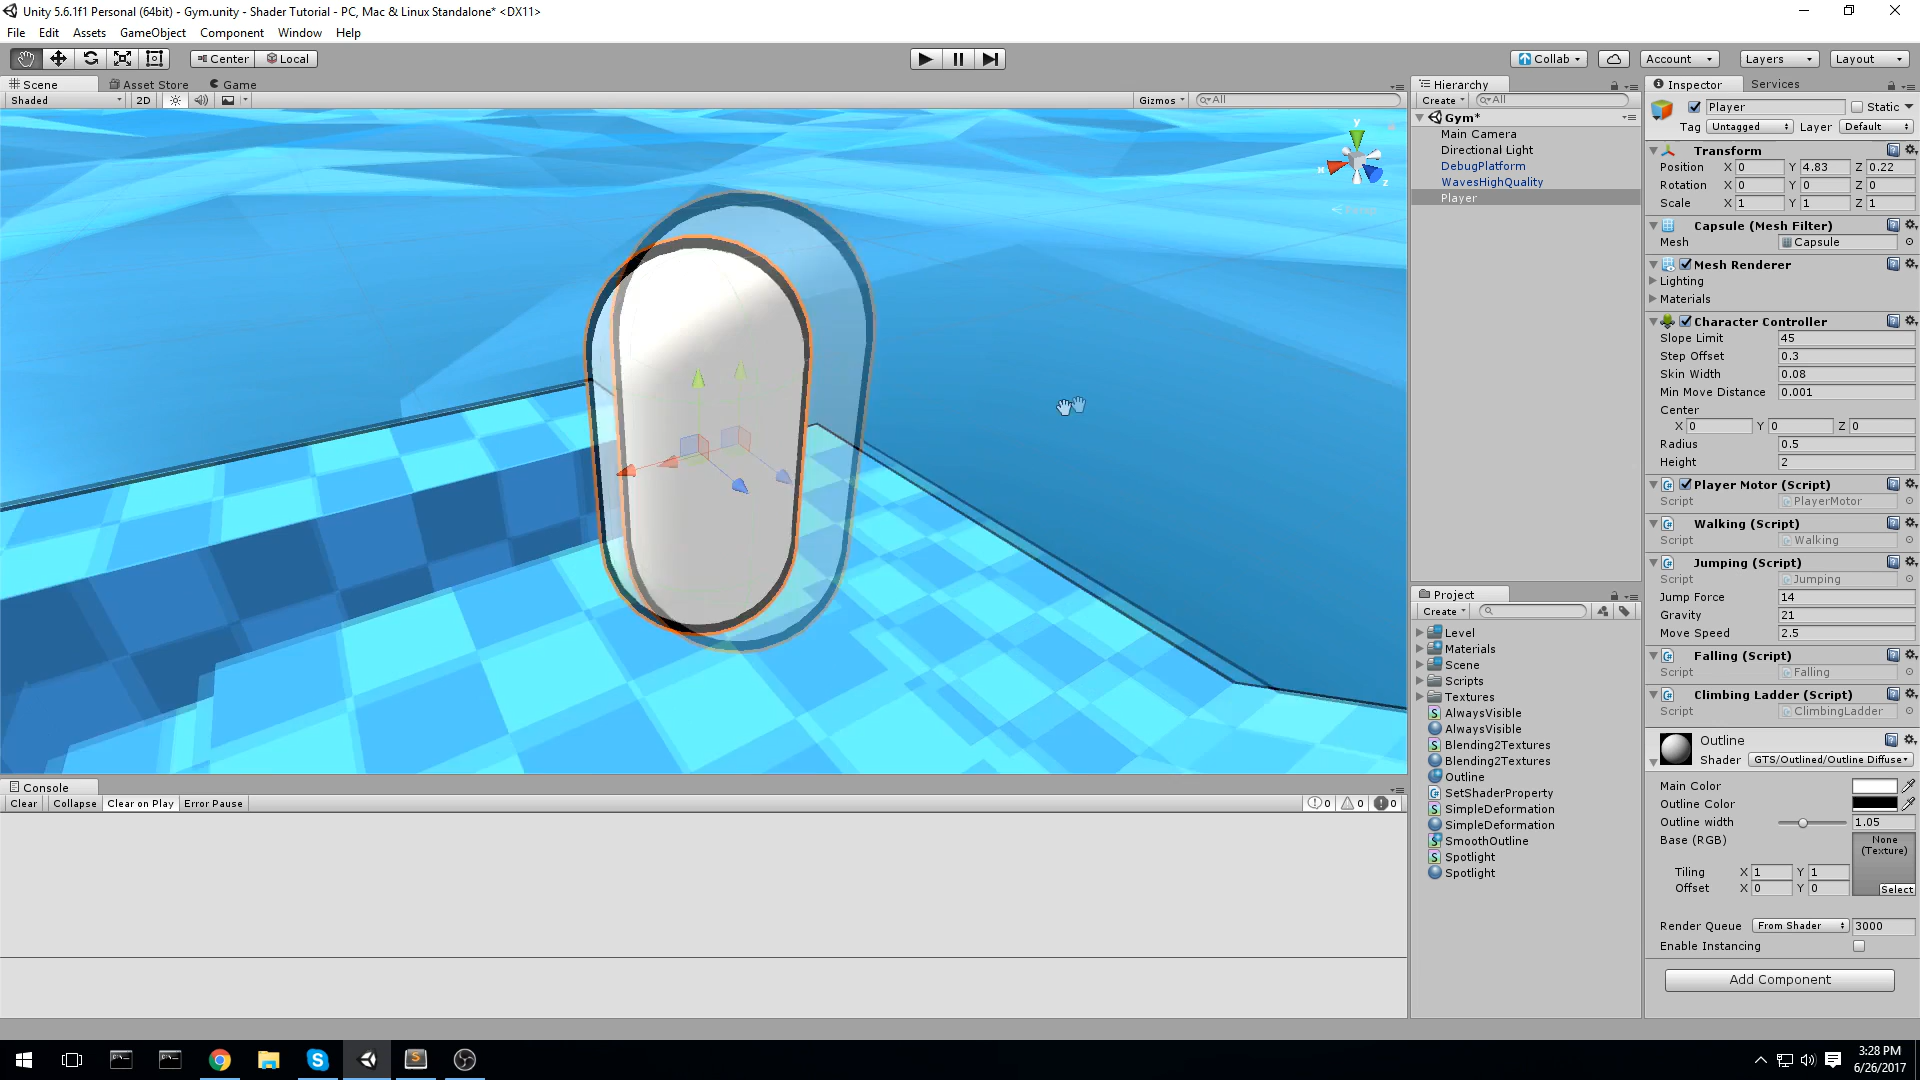 Unity 5.6.1f1 Personal (64bit) - Gym.unity - Shader Tutorial - PC, Mac & Linux Standalone* <DX11>
File Edit Assets GameObject Component Window Help
Center Local
Collab Account Layers Layout
Scene Asset Store Game
Shaded 2D Gizmos All
y
x
z
Persp
Hierarchy
Create All
Gym*
Main Camera
Directional Light
DebugPlatform
WavesHighQuality
Player
Project
Create
Level
Materials
Scene
Scripts
Textures
AlwaysVisible
AlwaysVisible
Blending2Textures
Blending2Textures
Outline
SetShaderProperty
SimpleDeformation
SimpleDeformation
SmoothOutline
Spotlight
Spotlight
Inspector Services
Player Static
Tag Untagged Layer Default
Transform
Position X 0 Y 4.83 Z 0.22
Rotation X 0 Y 0 Z 0
Scale X 1 Y 1 Z 1
Capsule (Mesh Filter)
Mesh Capsule
Mesh Renderer
Lighting
Materials
Character Controller
Slope Limit 45
Step Offset 0.3
Skin Width 0.08
Min Move Distance 0.001
Center
X 0 Y 0 Z 0
Radius 0.5
Height 2
Player Motor (Script)
Script PlayerMotor
Walking (Script)
Script Walking
Jumping (Script)
Script Jumping
Jump Force 14
Gravity 21
Move Speed 2.5
Falling (Script)
Script Falling
Climbing Ladder (Script)
Script ClimbingLadder
Outline
Shader GTS/Outlined/Outline Diffuse
Main Color
Outline Color
Outline width 1.05
Base (RGB) None
(Texture)
Tiling X 1 Y 1
Offset X 0 Y 0 Select
Render Queue From Shader 3000
Enable Instancing
Add Component
Console
Clear Collapse Clear on Play Error Pause 0 0 0
3:28 PM
6/26/2017